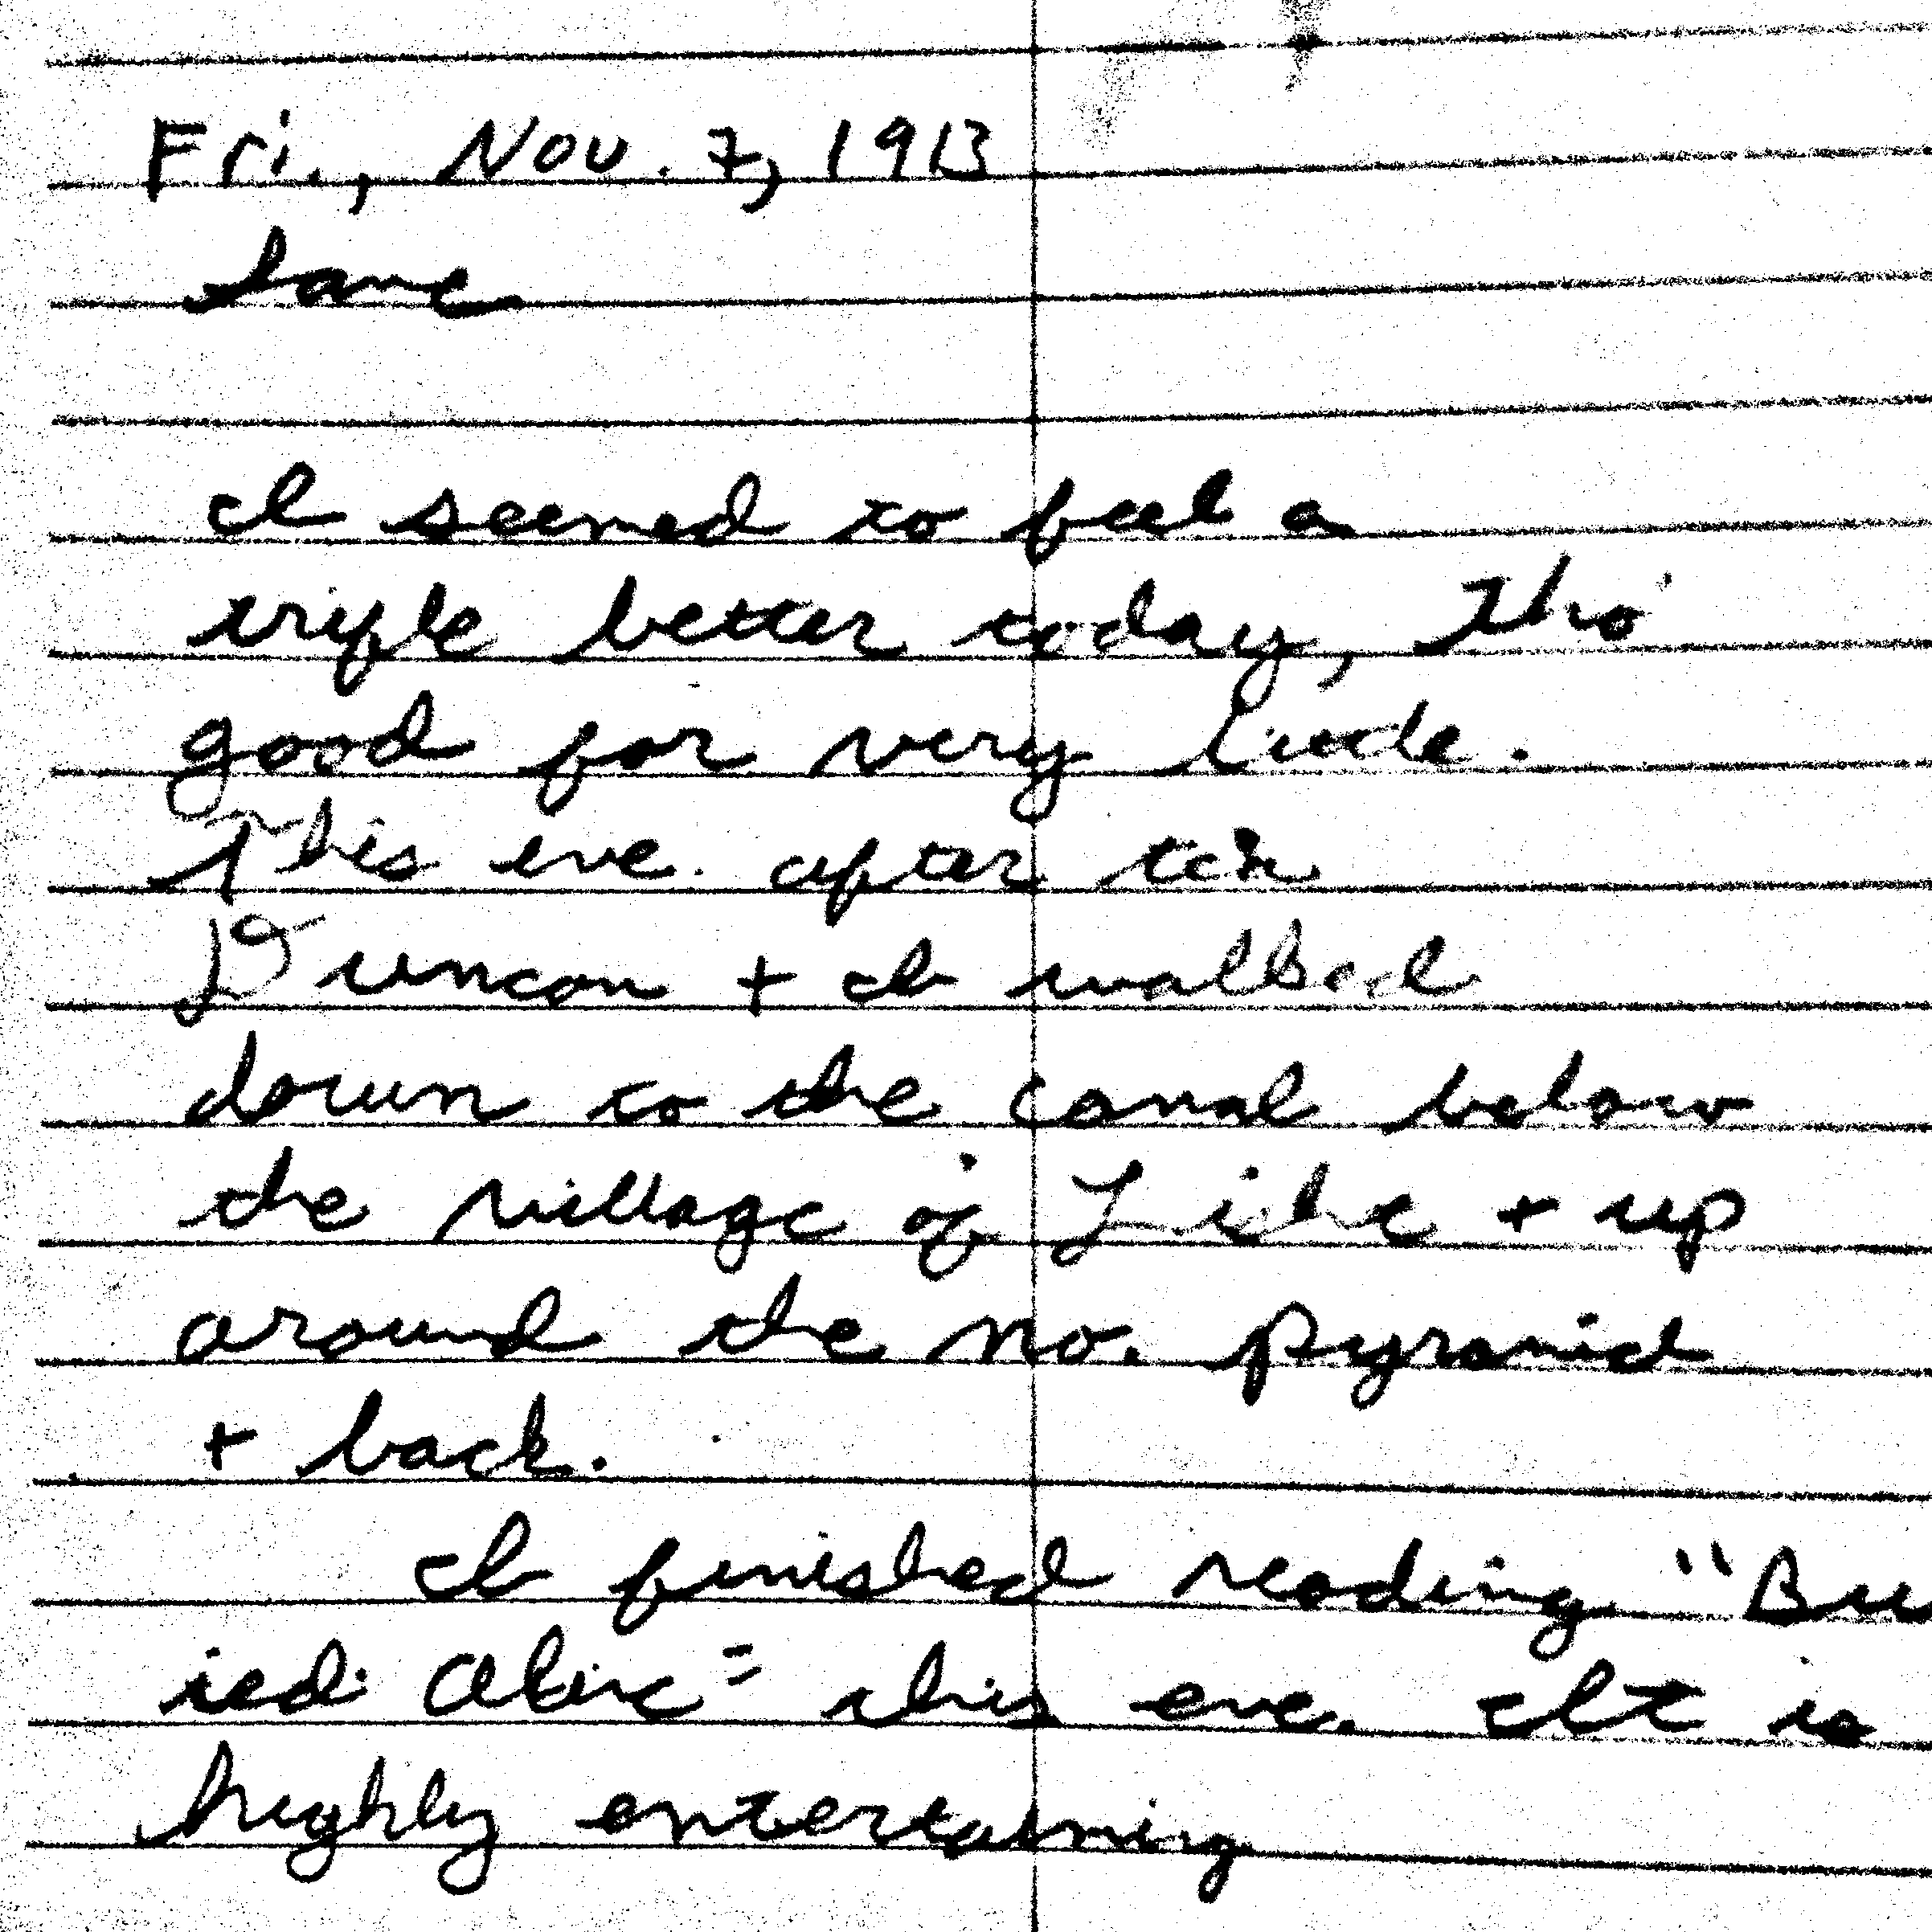 Fri., Nov. 7, 1913
Same
I seemed to feel a
trifle better today, tho
good for very little.
This eve. after tea
Duncan + I walked
down to the canal below
the village of Lisht + up
around the no. pyramid
+ back.
I finished reading "Bu
ied Alive" this eve. It is
highly entertaining